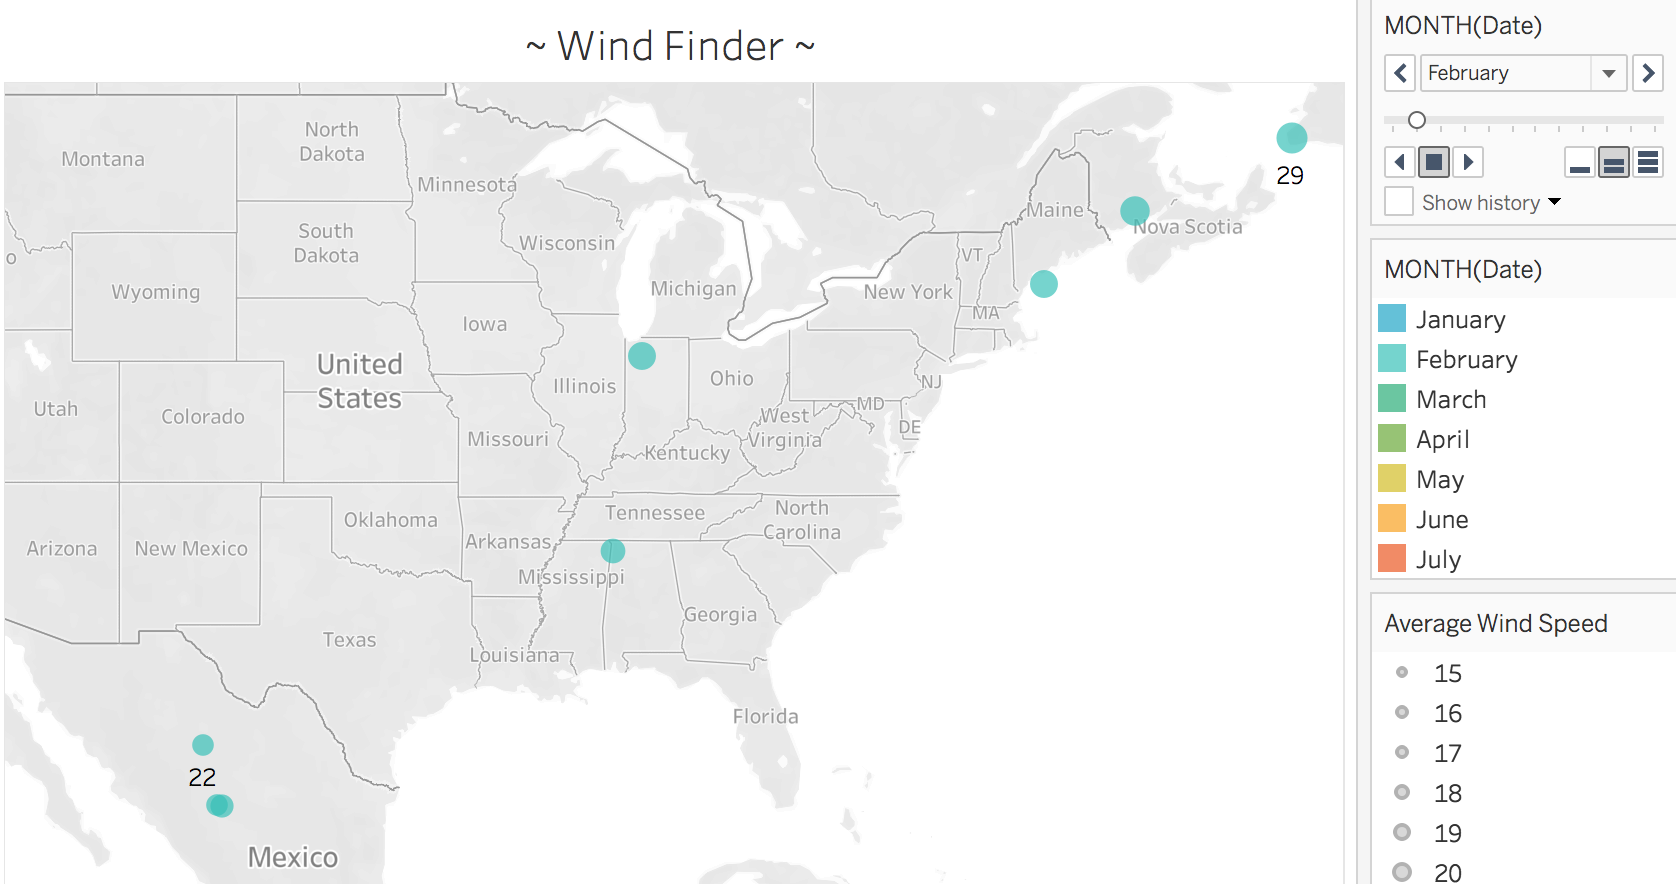 ~ Wind Finder ~
Montana
North
Dakota
Minnesota
South
Dakota
Wisconsin
o
Wyoming
Michigan
Iowa
United
States
Utah
Colorado
Illinois
Ohio
Missouri
Kentucky
West
Virginia
MD
DE
NJ
MA
New York
VT
Maine
Nova Scotia
29
Arizona
New Mexico
Oklahoma
Arkansas
Tennessee
North
Carolina
Mississippi
Georgia
Texas
Louisiana
Florida
22
Mexico
MONTH(Date)
February
Show history
MONTH(Date)
January
February
March
April
May
June
July
Average Wind Speed
15
16
17
18
19
20